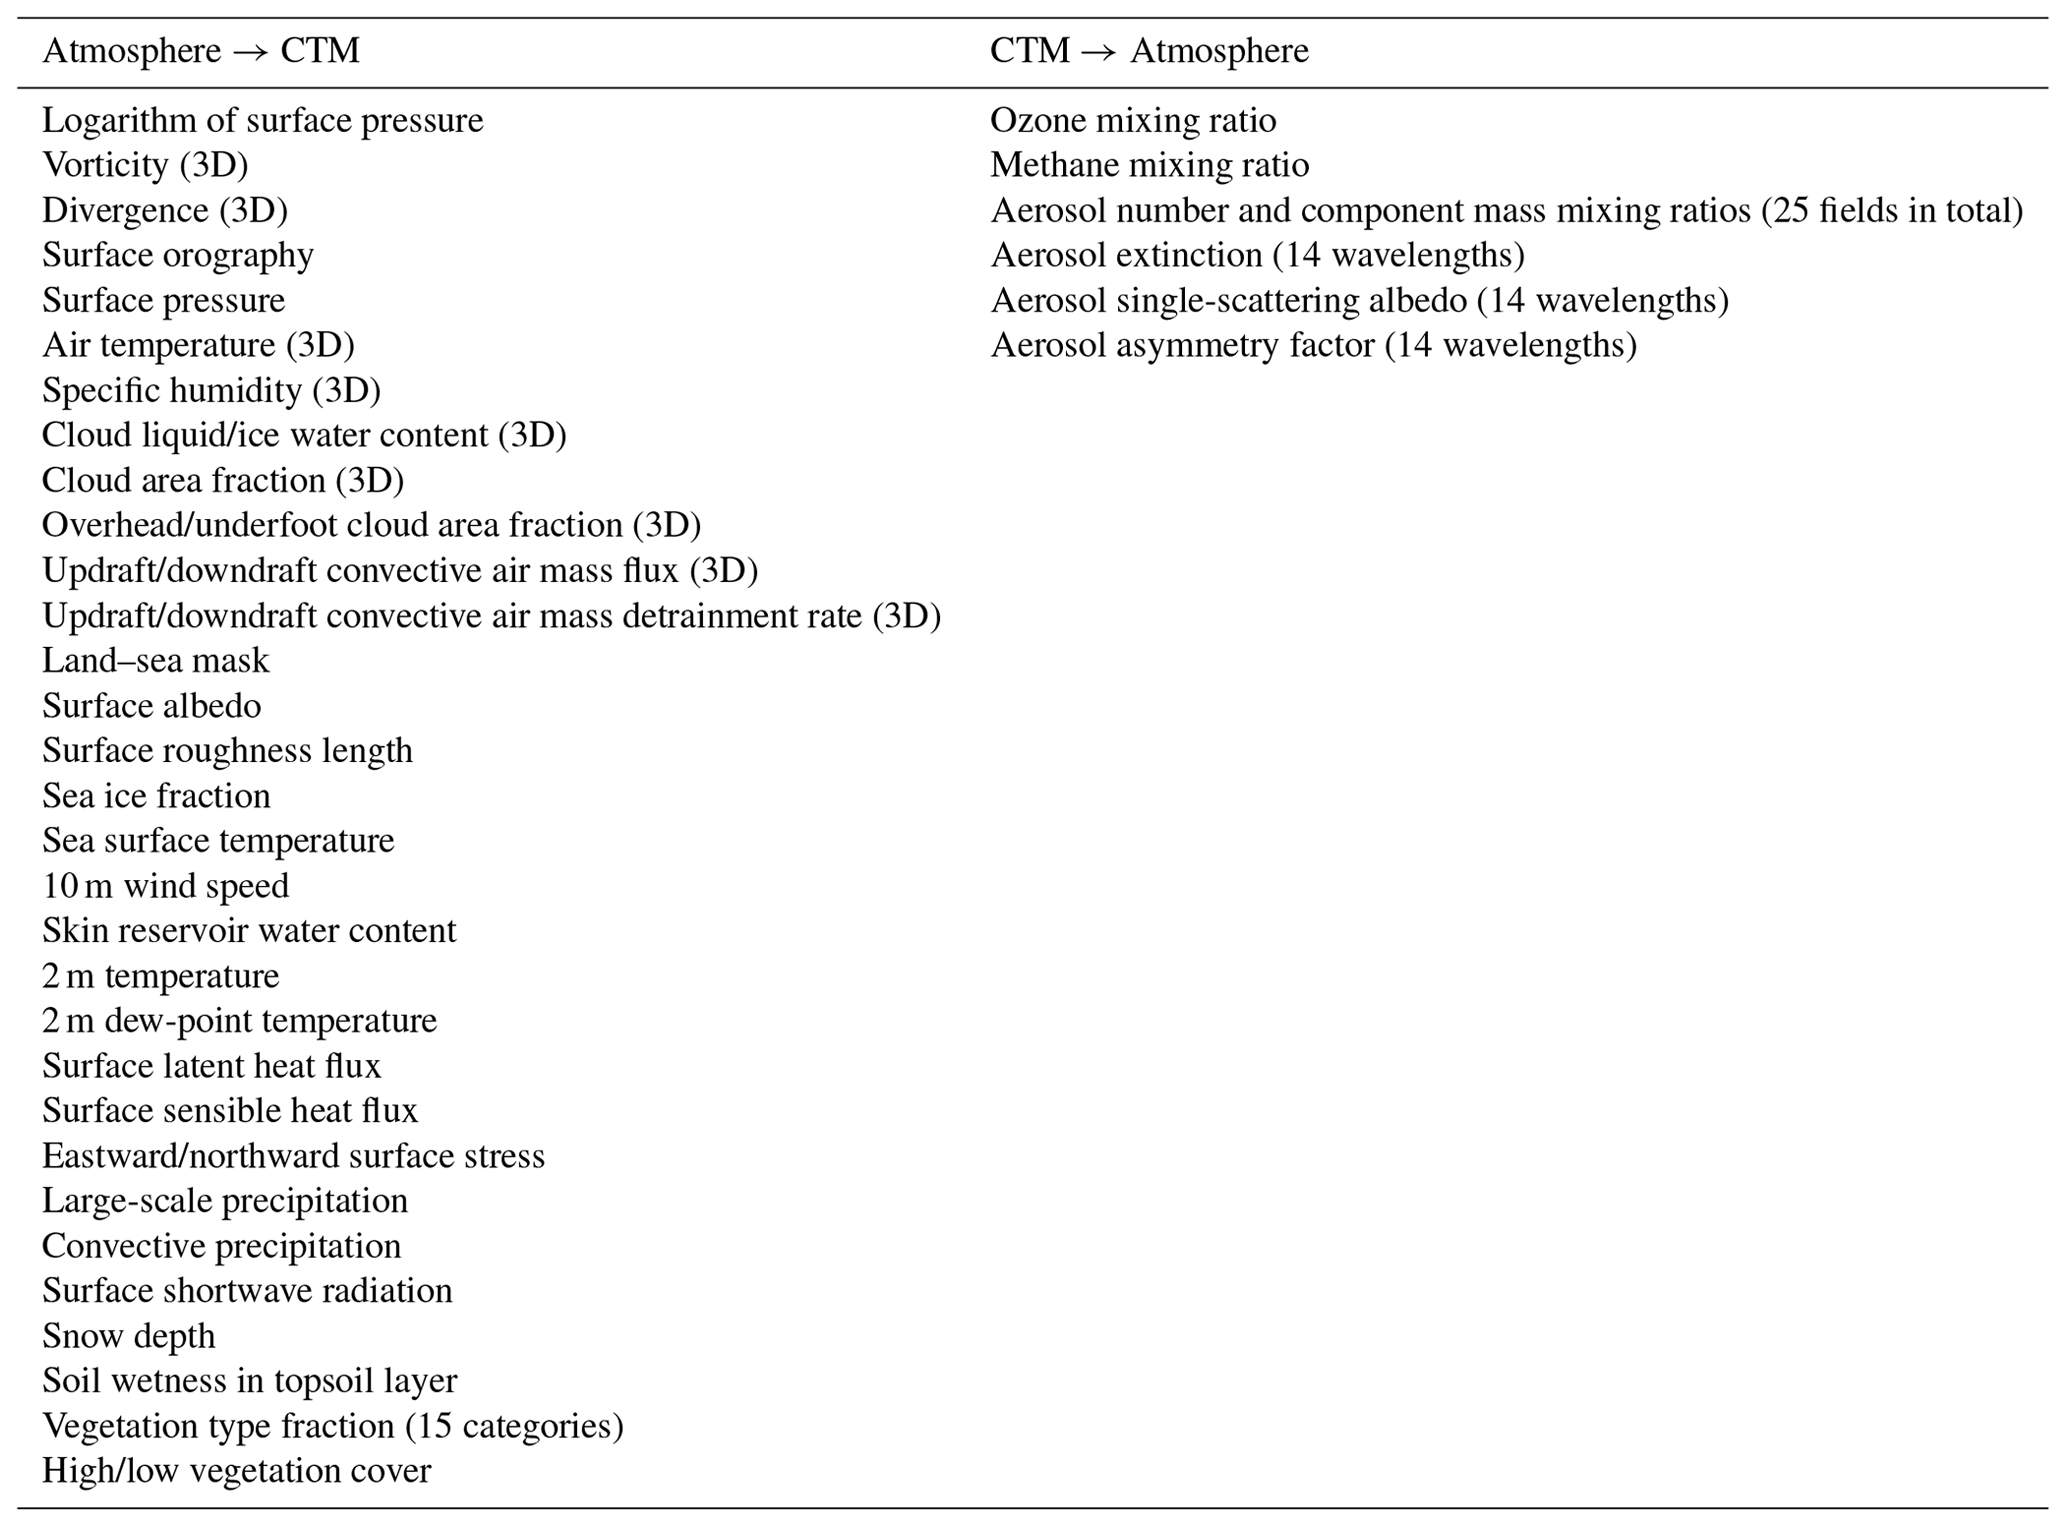 Atmosphere → CTM CTM → Atmosphere
Logarithm of surface pressure Ozone mixing ratio
Vorticity (3D) Methane mixing ratio
Divergence (3D) Aerosol number and component mass mixing ratios (25 fields in total)
Surface orography Aerosol extinction (14 wavelengths)
Surface pressure Aerosol single-scattering albedo (14 wavelengths)
Air temperature (3D) Aerosol asymmetry factor (14 wavelengths)
Specific humidity (3D)
Cloud liquid/ice water content (3D)
Cloud area fraction (3D)
Overhead/underfoot cloud area fraction (3D)
Updraft/downdraft convective air mass flux (3D)
Updraft/downdraft convective air mass detrainment rate (3D)
Land–sea mask
Surface albedo
Surface roughness length
Sea ice fraction
Sea surface temperature
10 m wind speed
Skin reservoir water content
2 m temperature
2 m dew-point temperature
Surface latent heat flux
Surface sensible heat flux
Eastward/northward surface stress
Large-scale precipitation
Convective precipitation
Surface shortwave radiation
Snow depth
Soil wetness in topsoil layer
Vegetation type fraction (15 categories)
High/low vegetation cover